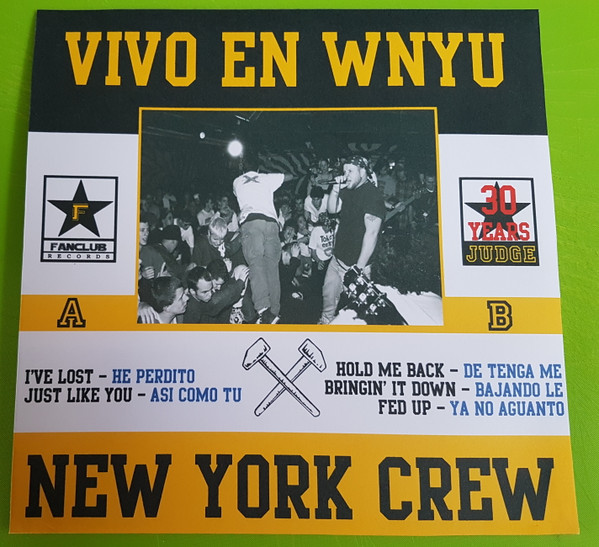 VIVO EN WNYU
F
FANCLUB
RECORDS
30
YEARS
JUDGE
A
B
I'VE LOST – HE PERDITO
JUST LIKE YOU – ASI COMO TU
HOLD ME BACK – DE TENGA ME
BRINGIN' IT DOWN – BAJANDO LE
FED UP – YA NO AGUANTO
NEW YORK CREW